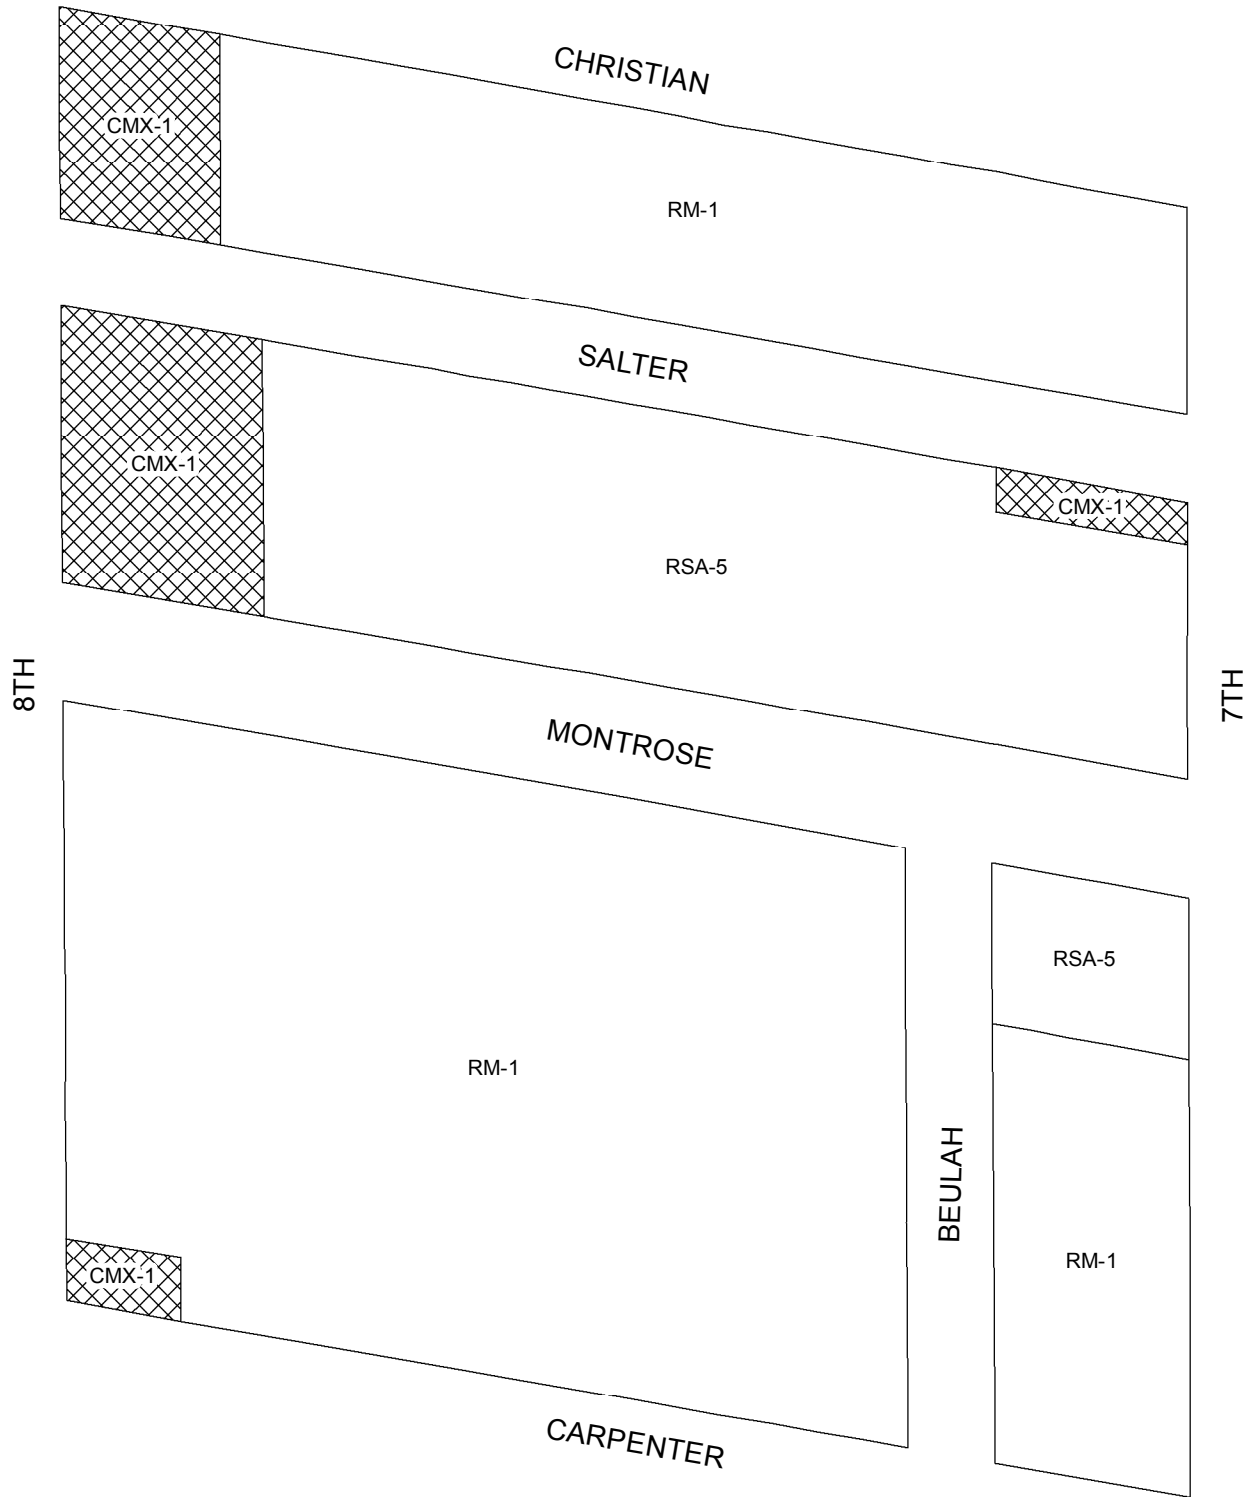 CHRISTIAN
CMX-1
RM-1
SALTER
CMX-1
CMX-1
RSA-5
8TH
7TH
MONTROSE
RSA-5
RM-1
BEULAH
RM-1
CMX-1
CARPENTER